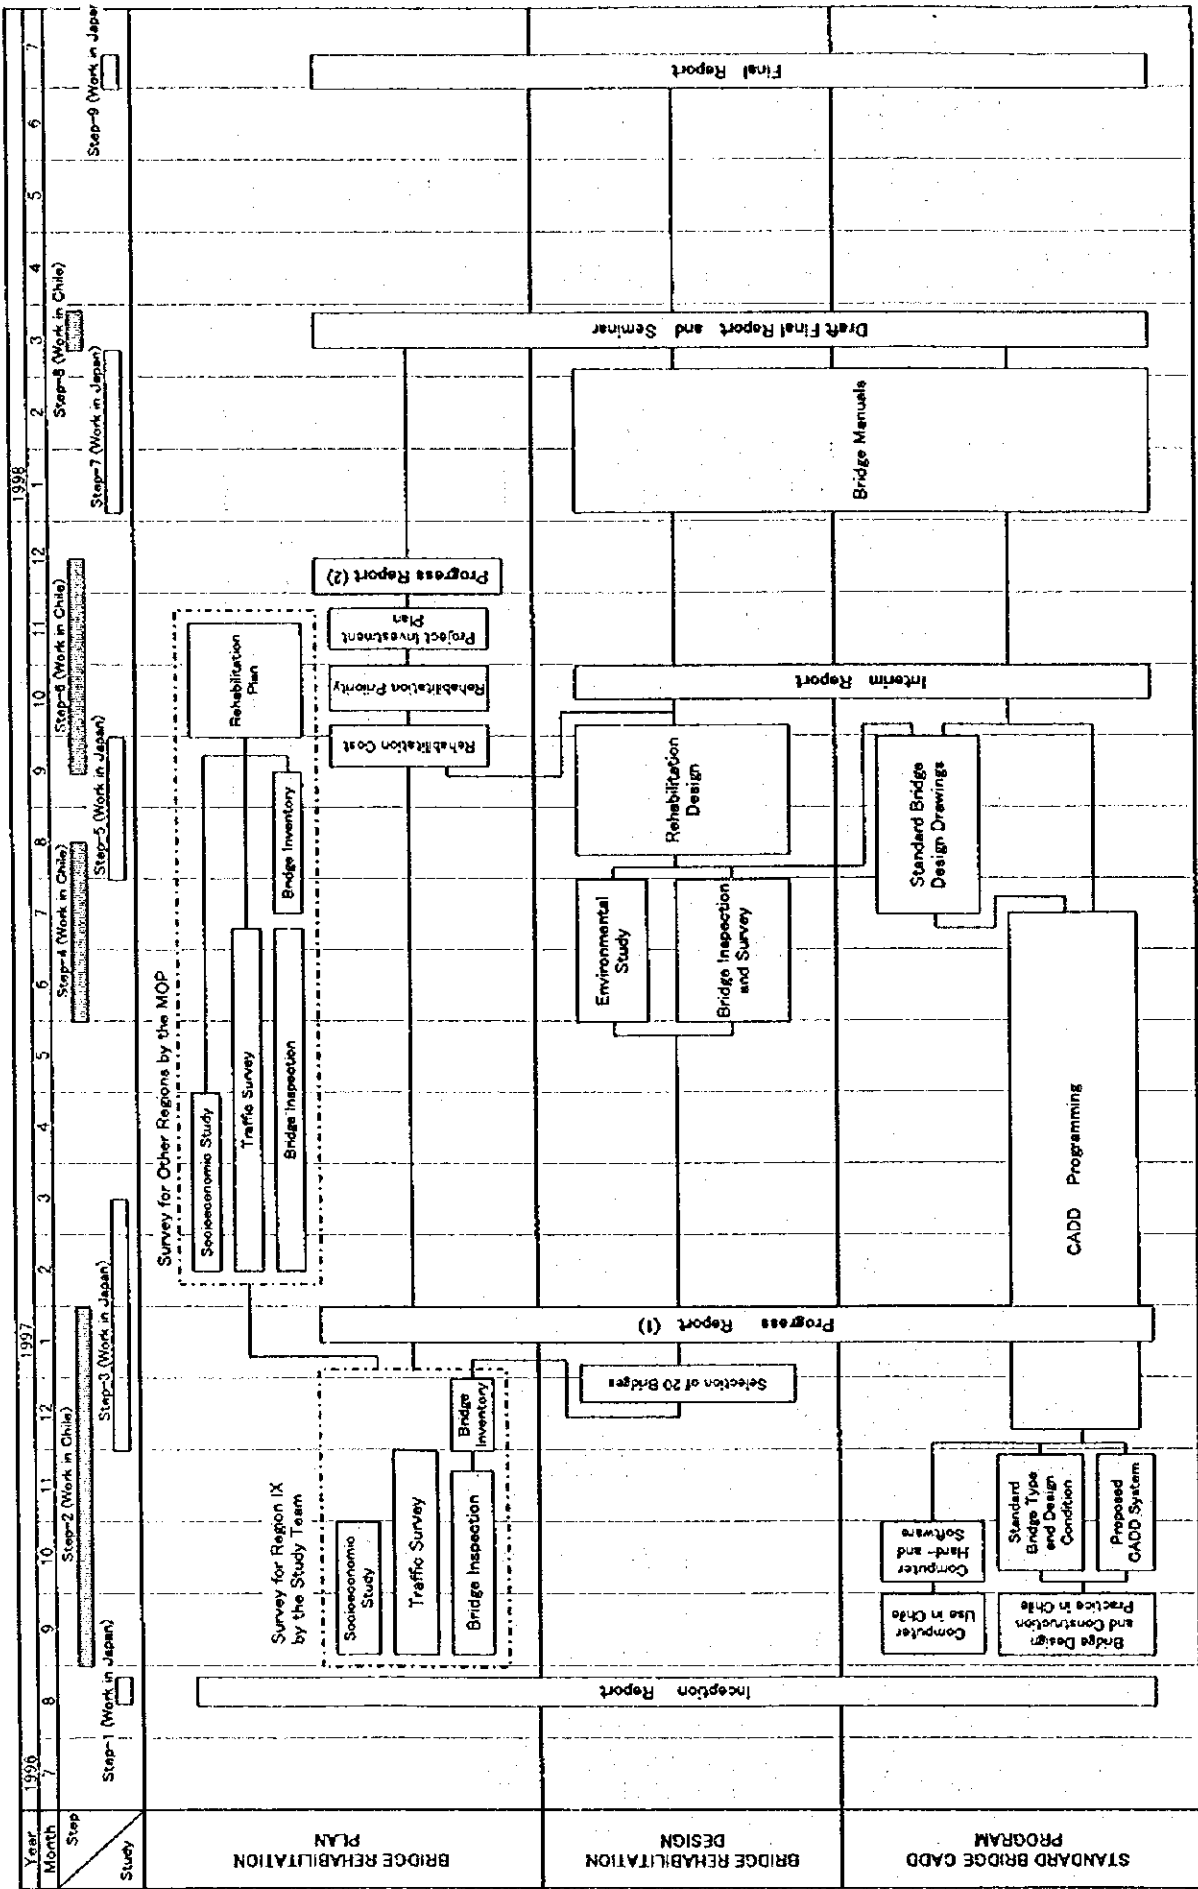 Year
1996
1997
1998
Month
7
8
9
10
11
12
1
2
3
4
5
6
7
8
9
10
11
12
1
2
3
4
5
6
7
Step
Study
Step-1 (Work in Japan)
Step-2 (Work in Chile)
Step-3 (Work in Japan)
Step-4 (Work in Chile)
Step-5 (Work in Japan)
Step-6 (Work in Chile)
Step-7 (Work in Japan)
Step-8 (Work in Chile)
Step-9 (Work in Japan)
BRIDGE REHABILITATION
PLAN
Inception Report
Survey for Region IX
by the Study Team
Socioeconomic
Study
Traffic Survey
Bridge Inspection
Bridge
Inventory
Progress Report (1)
Survey for Other Regions by the MOP
Socioeconomic Study
Traffic Survey
Bridge Inspection
Bridge Inventory
Rehabilitation
Plan
Rehabilitation Cost
Rehabilitation Priority
Project Investment
Plan
Progress Report (2)
Draft Final Report and Seminar
Final Report
BRIDGE REHABILITATION
DESIGN
Selection of 20 Bridges
Environmental
Study
Bridge Inspection
and Survey
Rehabilitation
Design
Interim Report
Bridge Manuals
STANDARD BRIDGE CADD
PROGRAM
Computer
Use in Chile
Bridge Design
and Construction
Practice in Chile
Computer
Hard- and
Software
Standard
Bridge Type
and Design
Condition
Proposed
CADD System
CADD Programming
Standard Bridge
Design Drawings